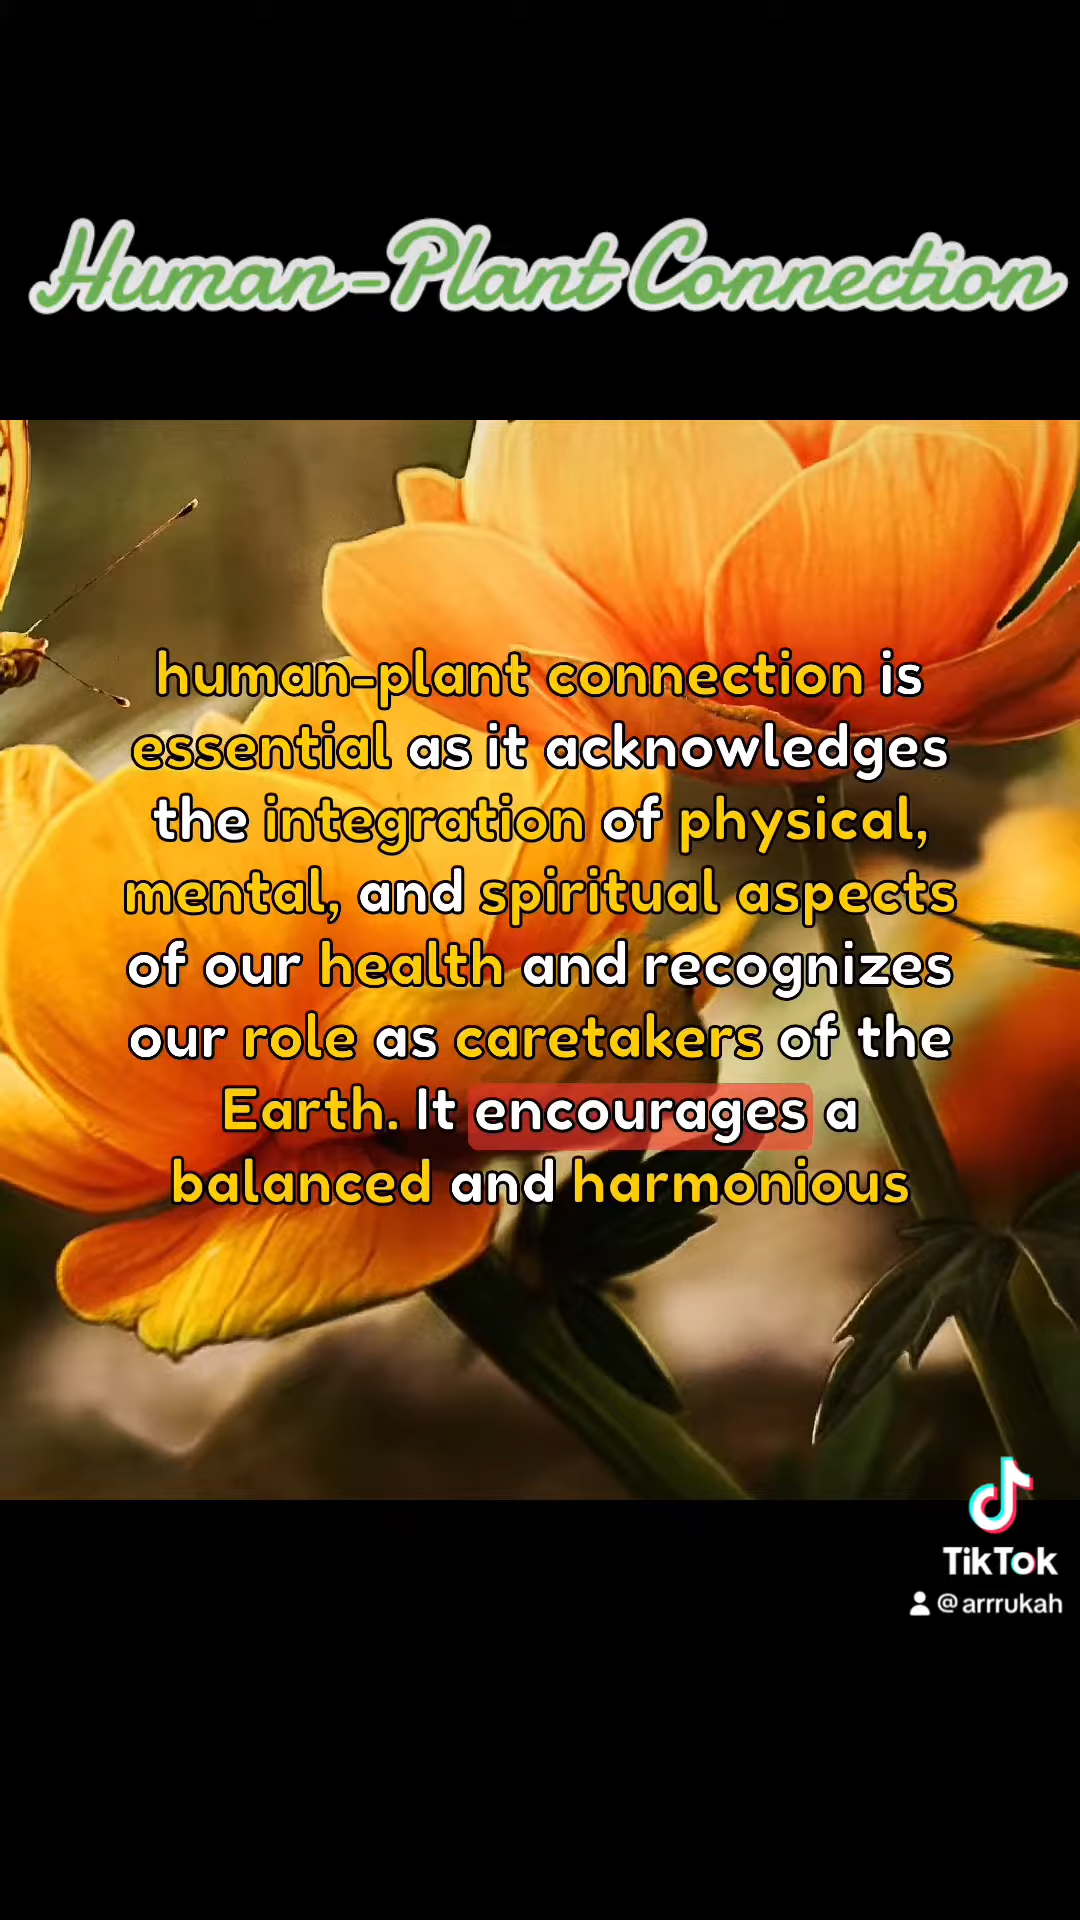 Human-Plant Connection
human-plant connection is
essential as it acknowledges
the integration of physical,
mental, and spiritual aspects
of our health and recognizes
our role as caretakers of the
Earth. It encourages a
balanced and harmonious
TikTok
@arrrukah